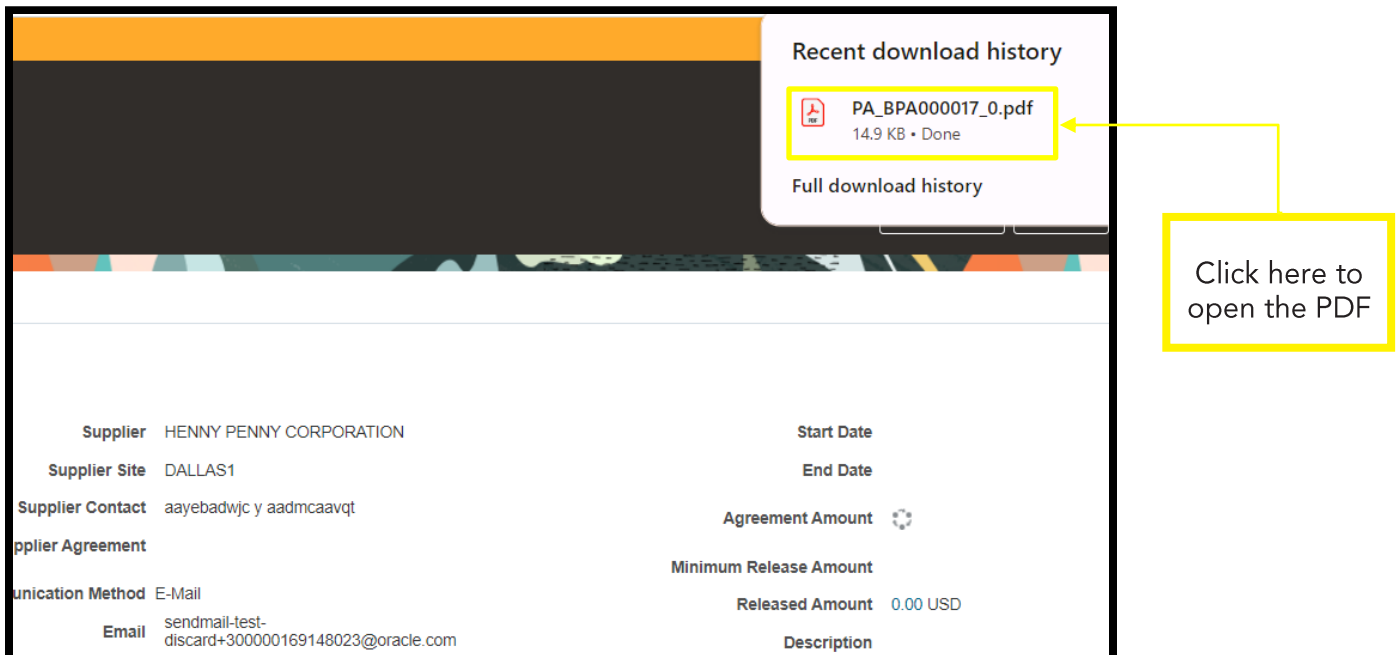 Recent download history
PA_BPA000017_0.pdf
14.9 KB • Done
Full download history
Click here to
open the PDF
Supplier HENNY PENNY CORPORATION
Supplier Site DALLAS1
Supplier Contact aayebadwjc y aadmcaavqt
pplier Agreement
unication Method E-Mail
Email sendmail-test-
discard+300000169148023@oracle.com
Start Date
End Date
Agreement Amount
Minimum Release Amount
Released Amount 0.00 USD
Description